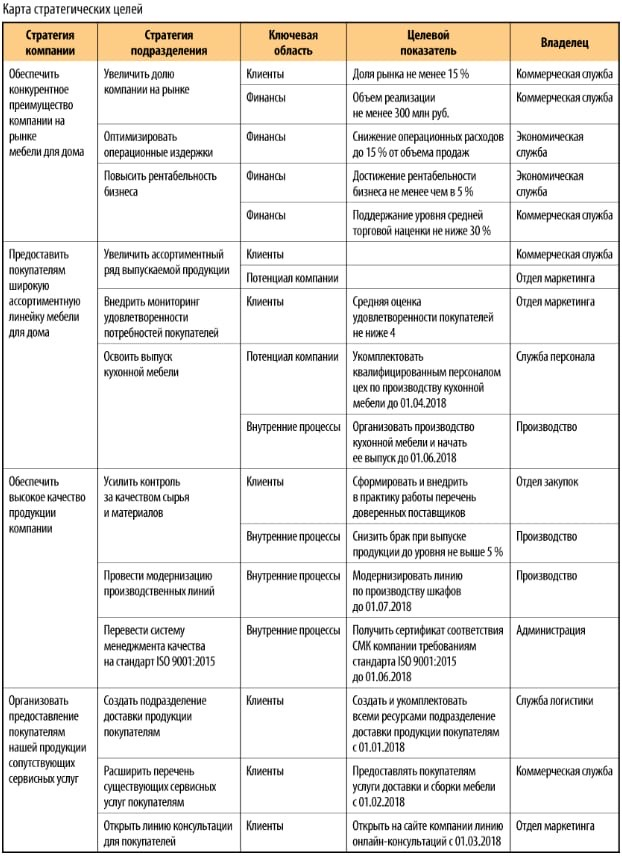 Карта стратегических целей
Стратегия компании
Стратегия подразделения
Ключевая область
Целевой показатель
Владелец
Обеспечить
конкурентное
преимущество
компании на
рынке
мебели для дома
Увеличить долю
компании на рынке
Клиенты
Доля рынка не менее 15 %
Коммерческая служба
Финансы
Объем реализации
не менее 300 млн руб.
Коммерческая служба
Оптимизировать
операционные издержки
Финансы
Снижение операционных расходов
до 15 % от объема продаж
Экономическая
служба
Повысить рентабельность
бизнеса
Финансы
Достижение рентабельности
бизнеса не менее чем в 5 %
Экономическая
служба
Финансы
Поддержание уровня средней
торговой наценки не ниже 30 %
Коммерческая служба
Предоставить
покупателям
широкую
ассортиментную
линейку мебели
для дома
Увеличить ассортиментный
ряд выпускаемой продукции
Клиенты
Коммерческая служба
Потенциал компании
Отдел маркетинга
Внедрить мониторинг
удовлетворенности
потребностей покупателей
Клиенты
Средняя оценка
удовлетворенности покупателей
не ниже 4
Отдел маркетинга
Освоить выпуск
кухонной мебели
Потенциал компании
Укомплектовать
квалифицированным персоналом
цех по производству кухонной
мебели до 01.04.2018
Служба персонала
Внутренние процессы
Организовать производство
кухонной мебели и начать
ее выпуск до 01.06.2018
Производство
Обеспечить
высокое качество
продукции
компании
Усилить контроль
за качеством сырья
и материалов
Клиенты
Сформировать и внедрить
в практику работы перечень
доверенных поставщиков
Отдел закупок
Внутренние процессы
Снизить брак при выпуске
продукции до уровня не выше 5 %
Производство
Провести модернизацию
производственных линий
Внутренние процессы
Модернизировать линию
по производству шкафов
до 01.07.2018
Производство
Перевести систему
менеджмента качества
на стандарт ISO 9001:2015
Внутренние процессы
Получить сертификат соответствия
СМК компании требованиям
стандарта ISO 9001:2015
до 01.06.2018
Администрация
Организовать
предоставление
покупателям
нашей продукции
сопутствующих
сервисных услуг
Создать подразделение
доставки продукции
покупателям
Клиенты
Создать и укомплектовать
всеми ресурсами подразделение
доставки продукции покупателям
с 01.01.2018
Служба логистики
Расширить перечень
существующих сервисных
услуг покупателям
Клиенты
Предоставлять покупателям
услуги доставки и сборки мебели
с 01.02.2018
Коммерческая служба
Открыть линию консультации
для покупателей
Клиенты
Открыть на сайте компании линию
онлайн-консультаций с 01.03.2018
Отдел маркетинга